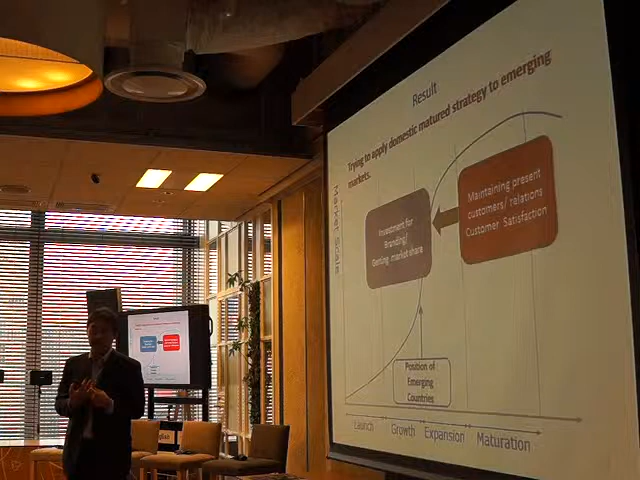 Result
Trying to apply domestic matured strategy to emerging
markets.
Market Scale
Investment for
Branding/
Getting market share
Maintaining present
customers/ relations
Customer Satisfaction
Position of
Emerging
Countries
Launch
Growth
Expansion
Maturation